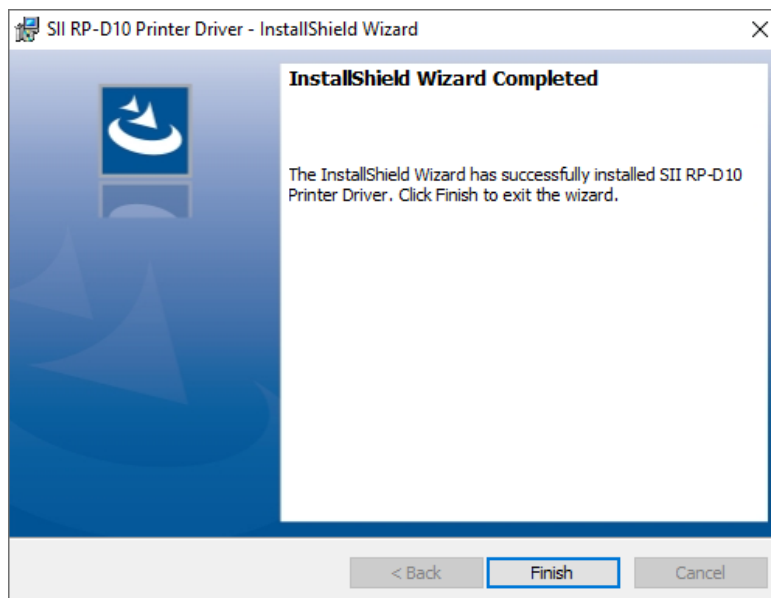 SII RP-D10 Printer Driver - InstallShield Wizard
InstallShield Wizard Completed
The InstallShield Wizard has successfully installed SII RP-D10
Printer Driver. Click Finish to exit the wizard.
< Back
Finish
Cancel